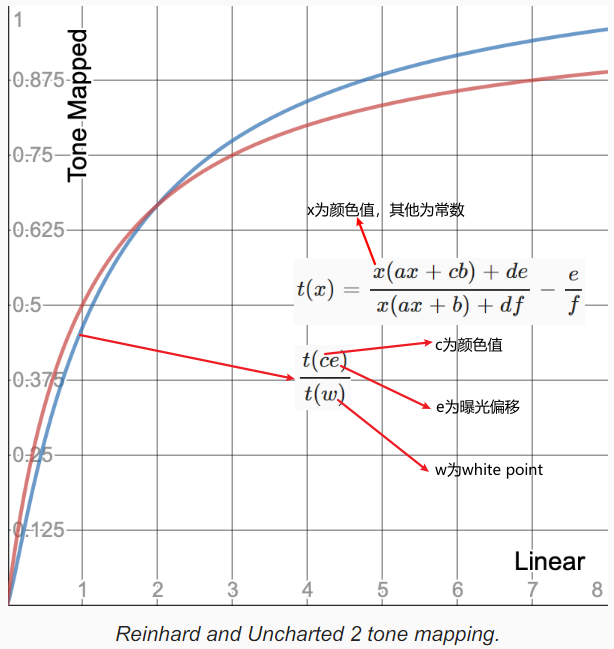 1
0.875
Tone Mapped
0.75
x为颜色值，其他为常数
0.625
t(x) = x(ax + cb) + de / x(ax + b) + df − e / f
0.5
c为颜色值
t(ce) / t(w)
0.375
e为曝光偏移
0.25
w为white point
0.125
Linear
1 2 3 4 5 6 7 8
Reinhard and Uncharted 2 tone mapping.